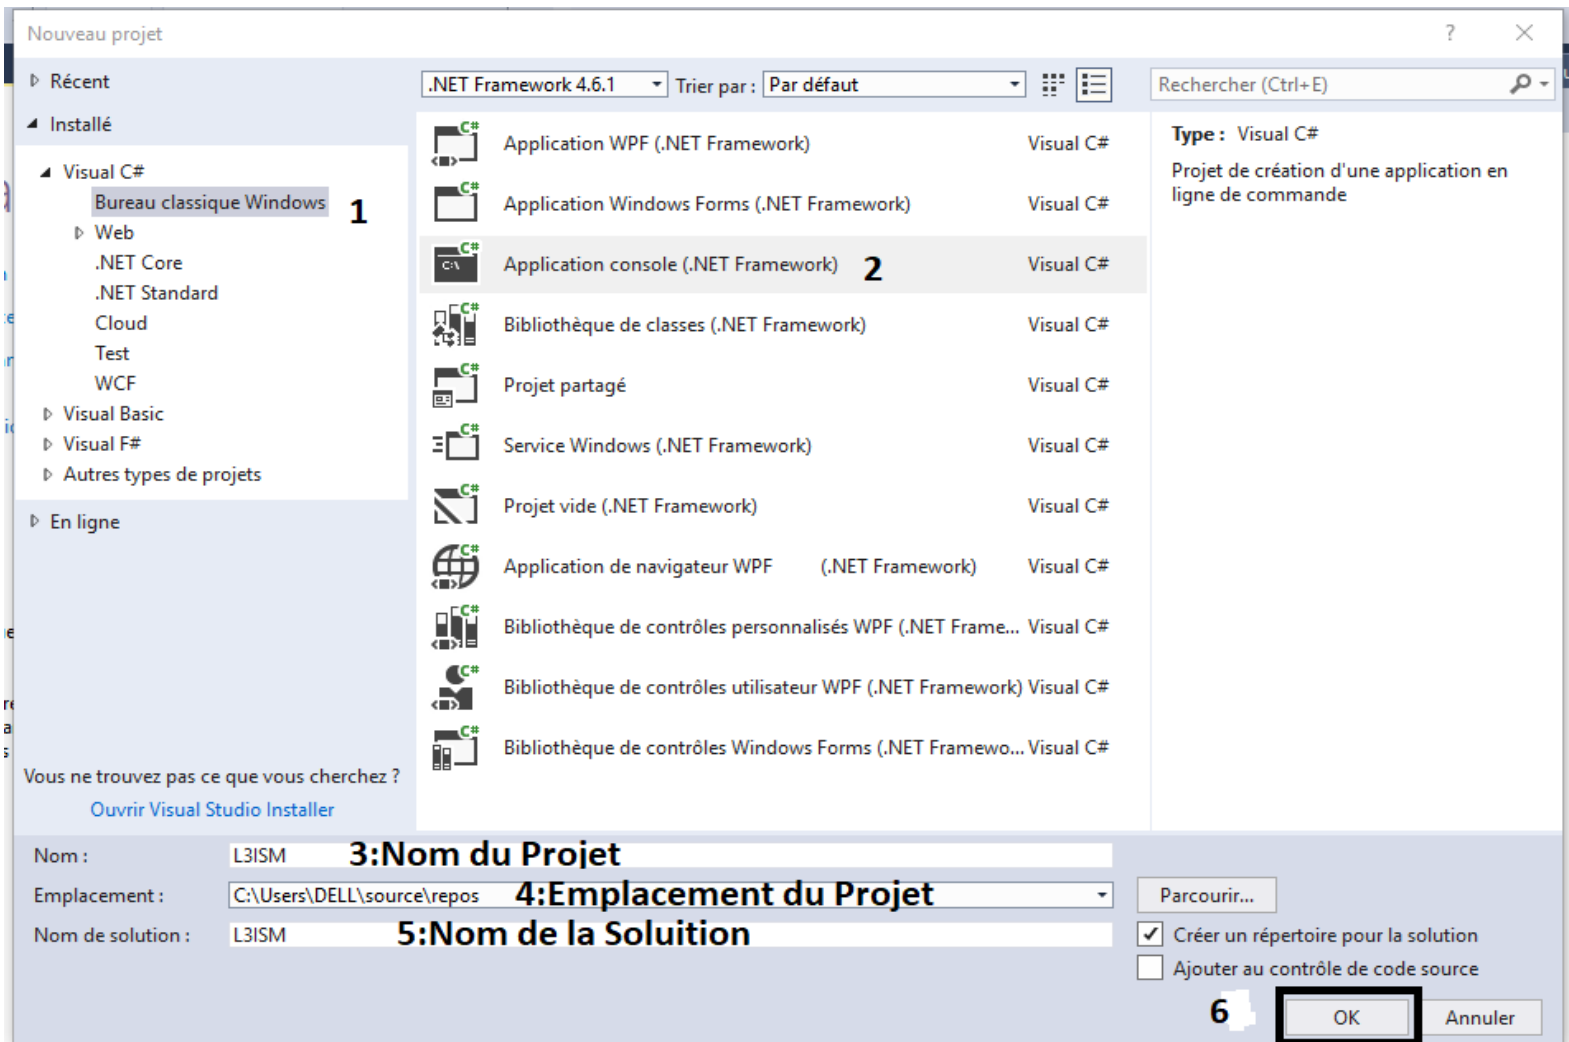 Nouveau projet
Récent
Installé
Visual C#
Bureau classique Windows 1
Web
.NET Core
.NET Standard
Cloud
Test
WCF
Visual Basic
Visual F#
Autres types de projets
En ligne
Vous ne trouvez pas ce que vous cherchez ?
Ouvrir Visual Studio Installer
.NET Framework 4.6.1 Trier par : Par défaut
Application WPF (.NET Framework) Visual C#
Application Windows Forms (.NET Framework) Visual C#
Application console (.NET Framework) 2 Visual C#
Bibliothèque de classes (.NET Framework) Visual C#
Projet partagé Visual C#
Service Windows (.NET Framework) Visual C#
Projet vide (.NET Framework) Visual C#
Application de navigateur WPF (.NET Framework) Visual C#
Bibliothèque de contrôles personnalisés WPF (.NET Frame... Visual C#
Bibliothèque de contrôles utilisateur WPF (.NET Framework) Visual C#
Bibliothèque de contrôles Windows Forms (.NET Framewo... Visual C#
Rechercher (Ctrl+E)
Type : Visual C#
Projet de création d'une application en
ligne de commande
Nom : L3ISM 3:Nom du Projet
Emplacement : C:\Users\DELL\source\repos 4:Emplacement du Projet Parcourir...
Nom de solution : L3ISM 5:Nom de la Soluition
Créer un répertoire pour la solution
Ajouter au contrôle de code source
6 OK Annuler